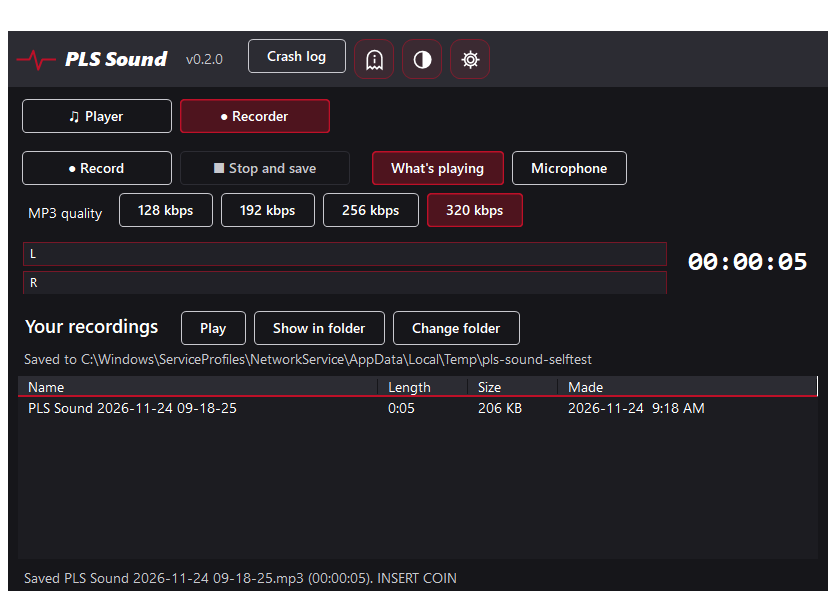 PLS Sound v0.2.0 Crash log
♫ Player ● Recorder
● Record ■ Stop and save What's playing Microphone
MP3 quality 128 kbps 192 kbps 256 kbps 320 kbps
L
00:00:05
R
Your recordings Play Show in folder Change folder
Saved to C:\Windows\ServiceProfiles\NetworkService\AppData\Local\Temp\pls-sound-selftest
Name Length Size Made
PLS Sound 2026-11-24 09-18-25 0:05 206 KB 2026-11-24 9:18 AM
Saved PLS Sound 2026-11-24 09-18-25.mp3 (00:00:05). INSERT COIN